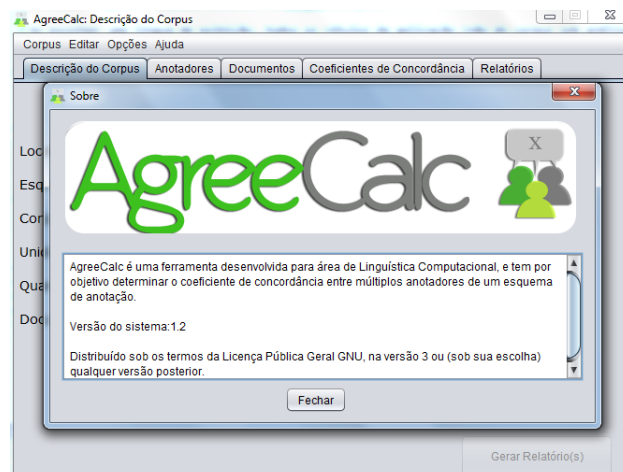 AgreeCalc: Descrição do Corpus
Corpus Editar Opções Ajuda
Descrição do Corpus Anotadores Documentos Coeficientes de Concordância Relatórios
Sobre
AgreeCalc
X
AgreeCalc é uma ferramenta desenvolvida para área de Linguística Computacional, e tem por
objetivo determinar o coeficiente de concordância entre múltiplos anotadores de um esquema
de anotação.
Versão do sistema:1.2
Distribuído sob os termos da Licença Pública Geral GNU, na versão 3 ou (sob sua escolha)
qualquer versão posterior.
Fechar
Gerar Relatório(s)